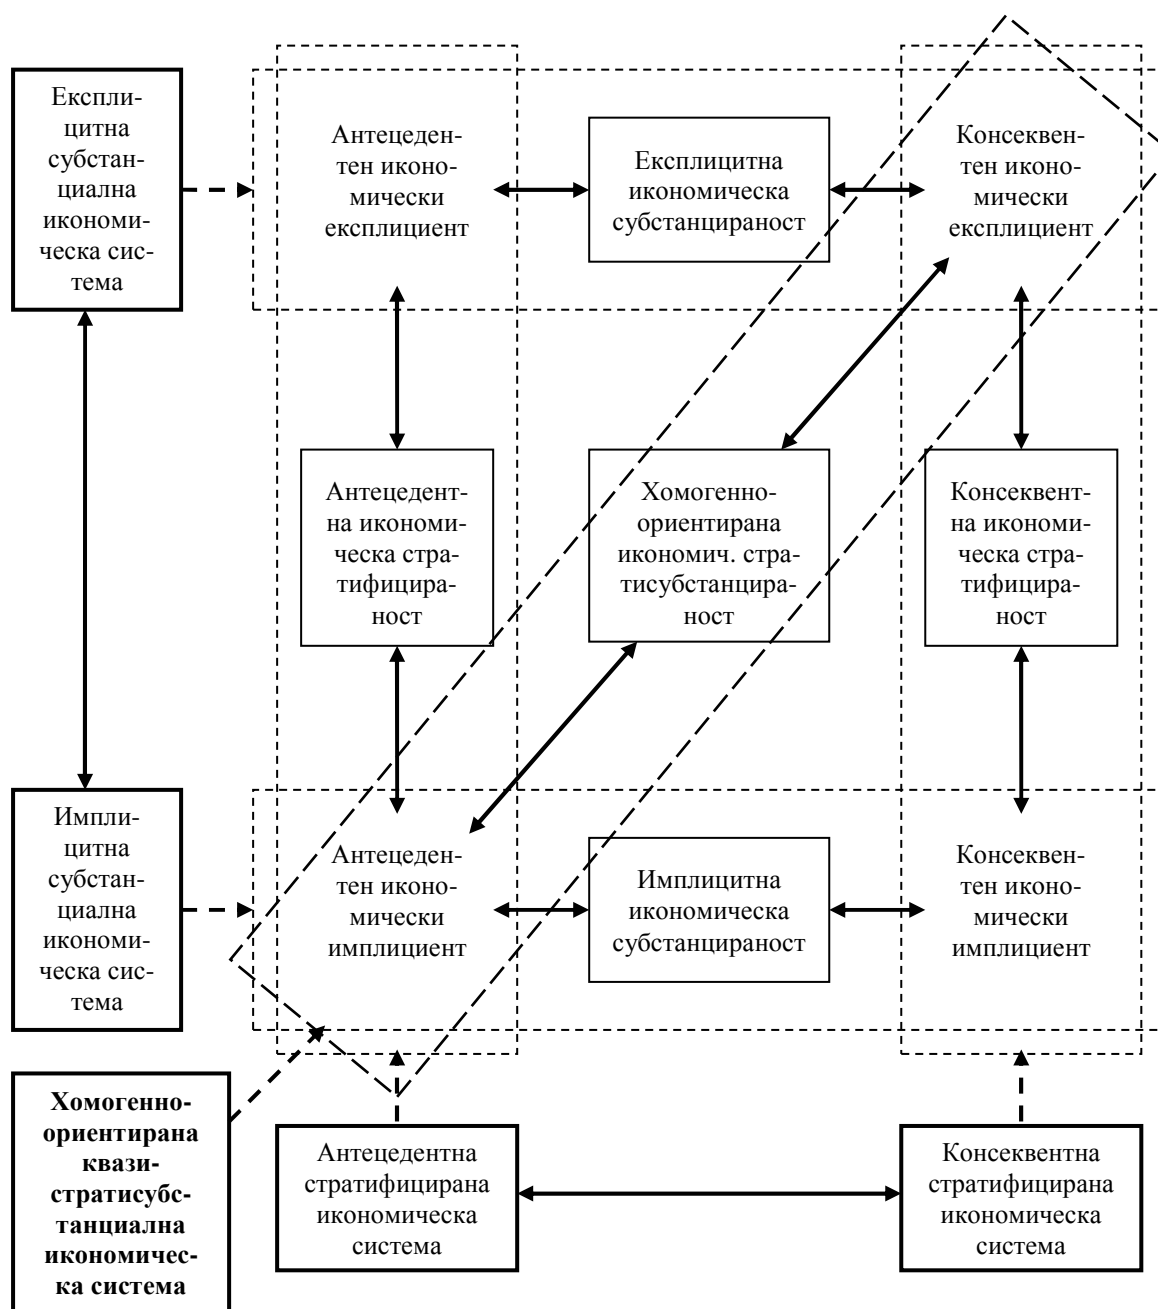 Експли-
цитна
субстан-
циална
икономи-
ческа сис-
тема
Антецеден-
тен иконо-
мически
експлициент
Експлицитна
икономическа
субстанцираност
Консеквен-
тен иконо-
мически
експлициент
Антецедент-
на икономи-
ческа стра-
тифицира-
ност
Хомогенно-
ориентирана
икономич. стра-
тисубстанцира-
ност
Консеквент-
на икономи-
ческа стра-
тифицира-
ност
Импли-
цитна
субстан-
циална
икономи-
ческа сис-
тема
Антецеден-
тен иконо-
мически
имплициент
Имплицитна
икономическа
субстанцираност
Консеквен-
тен иконо-
мически
имплициент
Хомогенно-
ориентирана
квази-
стратисубс-
танциална
икономичес-
ка система
Антецедентна
стратифицирана
икономическа
система
Консеквентна
стратифицирана
икономическа
система